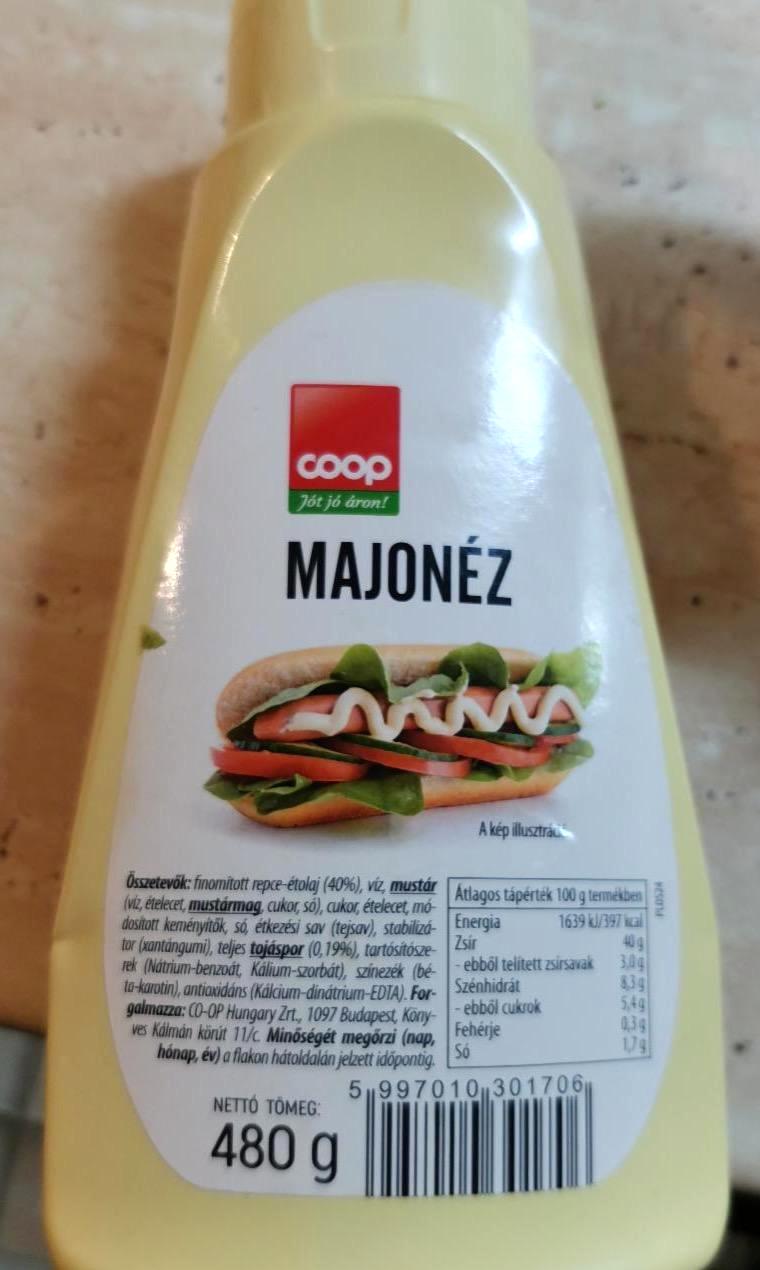 coop
Jót jó áron!
MAJONÉZ
A kép illusztráció
Összetevők: finomított repce-étolaj (40%), víz, mustár
(víz, ételecet, mustármag, cukor, só), cukor, ételecet, mó-
dosított keményítők, só, étkezési sav (tejsav), stabilizá-
tor (xantángumi), teljes tojáspor (0,19%), tartósítósze-
rek (Nátrium-benzoát, Kálium-szorbát), színezék (bé-
ta-karotin), antioxidáns (Kálcium-dinátrium-EDTA). For-
galmazza: CO-OP Hungary Zrt., 1097 Budapest, Köny-
ves Kálmán körút 11/c. Minőségét megőrzi (nap,
hónap, év) a flakon hátoldalán jelzett időpontig.
Átlagos tápérték 100 g termékben
Energia 1639 kJ/397 kcal
Zsír 40 g
- ebből telített zsírsavak 3,0 g
Szénhidrát 8,3 g
- ebből cukrok 5,4 g
Fehérje 0,3 g
Só 1,7 g
PLDS24
NETTÓ TÖMEG:
480 g
5 997010 301706